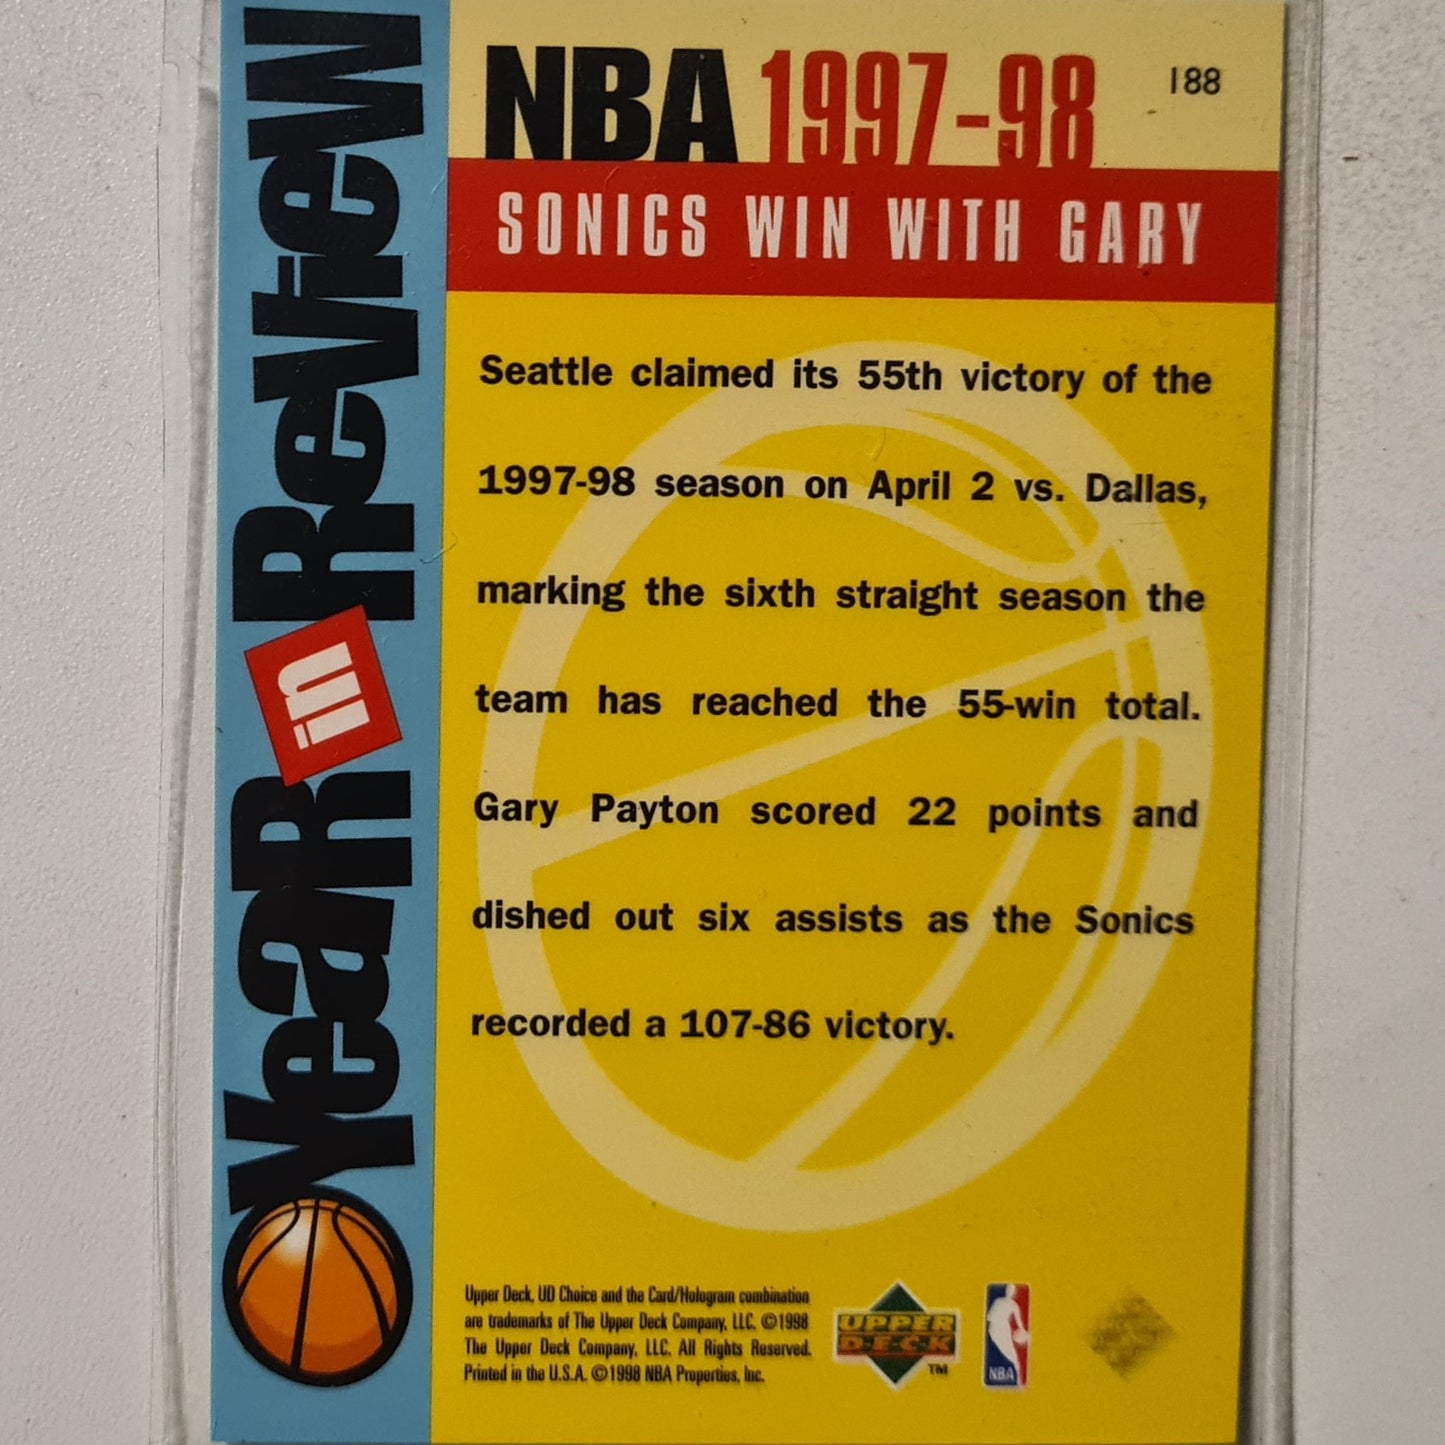 NBA 1997-98
188
SONICS WIN WITH GARY
YeaR in ReVieW
Seattle claimed its 55th victory of the
1997-98 season on April 2 vs. Dallas,
marking the sixth straight season the
team has reached the 55-win total.
Gary Payton scored 22 points and
dished out six assists as the Sonics
recorded a 107-86 victory.
Upper Deck, UD Choice and the Card/Hologram combination
are trademarks of The Upper Deck Company, LLC. ©1998
The Upper Deck Company, LLC. All Rights Reserved.
Printed in the U.S.A. ©1998 NBA Properties, Inc.
UPPER
DECK
TM
NBA